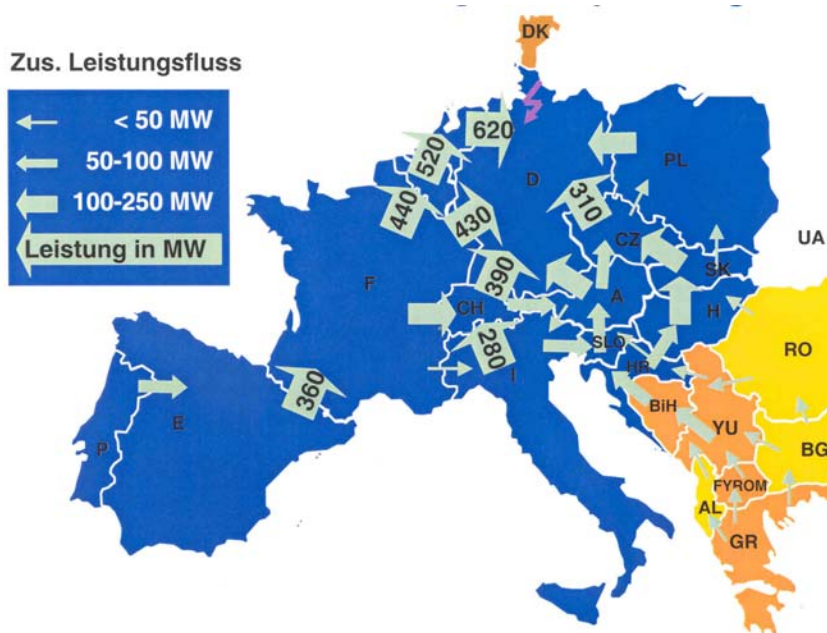 DK
Zus. Leistungsfluss
< 50 MW
50-100 MW
100-250 MW
Leistung in MW
620
520
D
PL
440
430
310
CZ
UA
390
SK
F
CH
A
H
280
SLO
RO
HR
I
360
BiH
YU
E
P
BG
FYROM
AL
GR